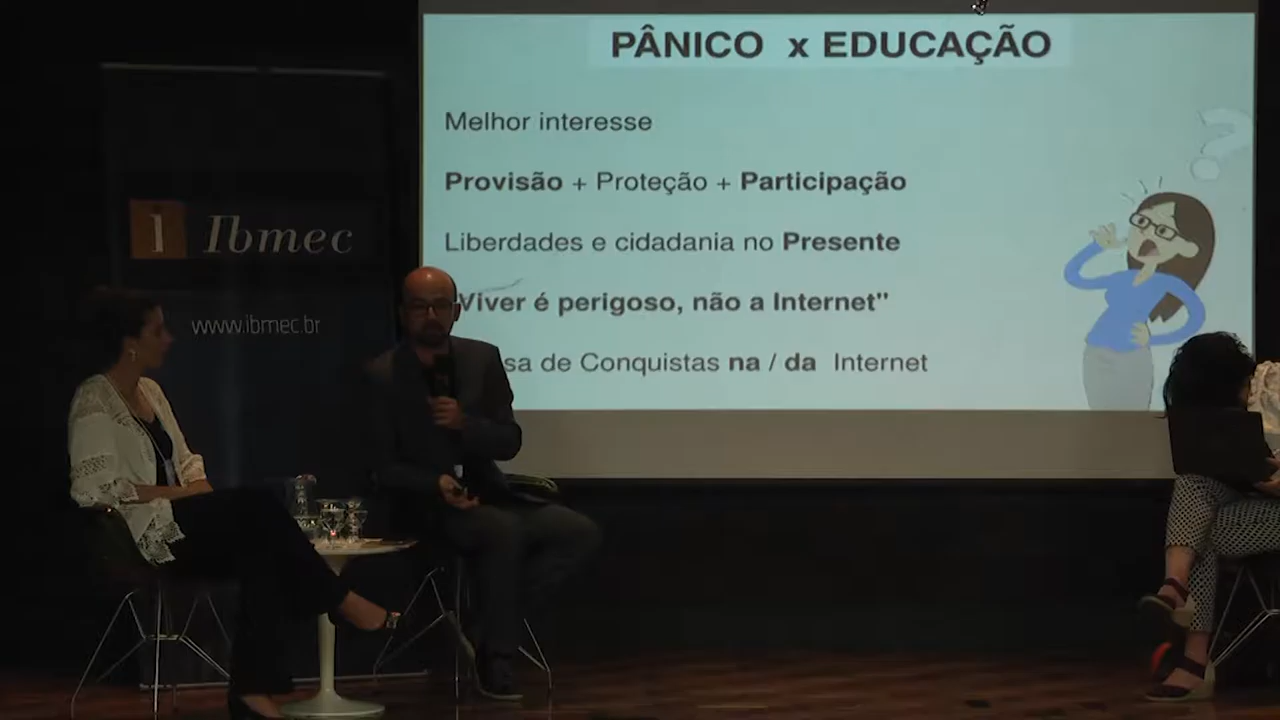 PÂNICO x EDUCAÇÃO
Melhor interesse
Provisão + Proteção + Participação
Liberdades e cidadania no Presente
Viver é perigoso, não a Internet"
de Conquistas na / da Internet
1 Ibmec
www.ibmec.br